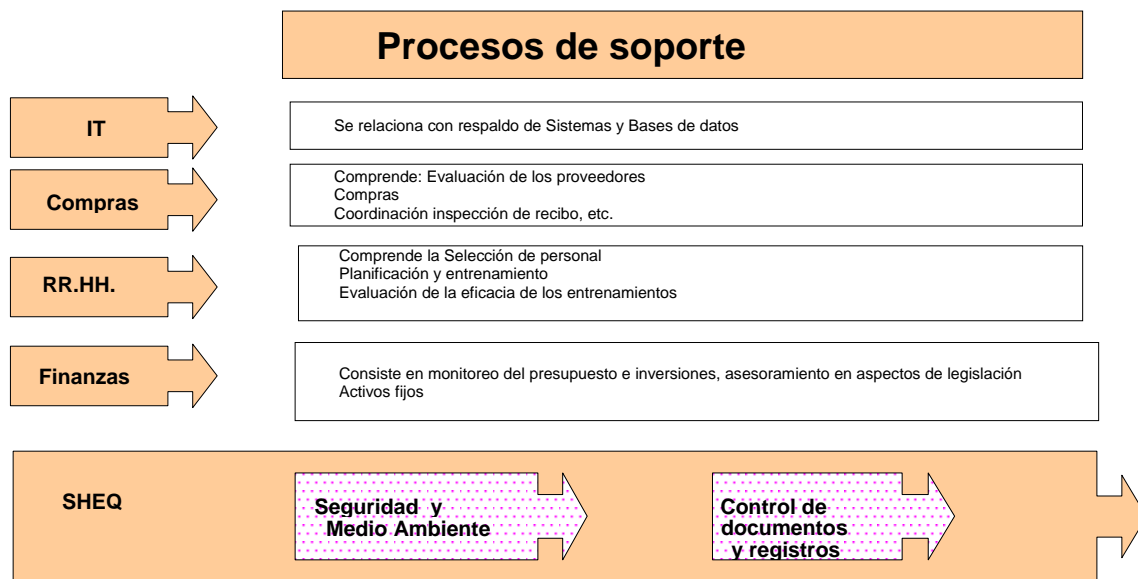 Procesos de soporte
IT
Se relaciona con respaldo de Sistemas y Bases de datos
Compras
Comprende: Evaluación de los proveedores
Compras
Coordinación inspección de recibo, etc.
RR.HH.
Comprende la Selección de personal
Planificación y entrenamiento
Evaluación de la eficacia de los entrenamientos
Finanzas
Consiste en monitoreo del presupuesto e inversiones, asesoramiento en aspectos de legislación
Activos fijos
SHEQ
Seguridad y
Medio Ambiente
Control de
documentos
y registros